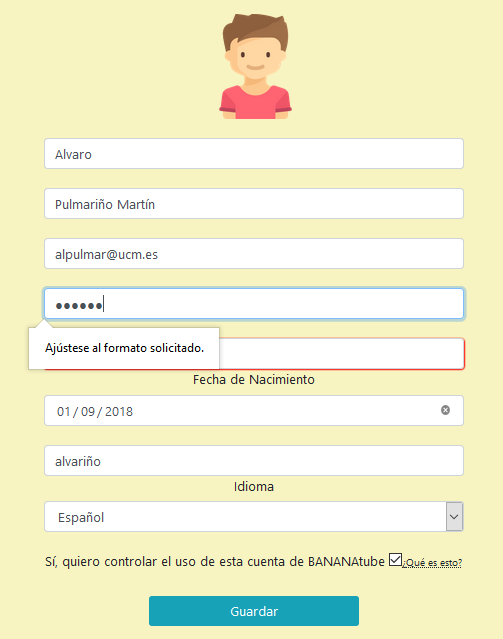 Alvaro
Pulmariño Martín
alpulmar@ucm.es
●●●●●●
Ajústese al formato solicitado.
Fecha de Nacimiento
01 / 09 / 2018
alvariño
Idioma
Español
Sí, quiero controlar el uso de esta cuenta de BANANAtube ¿Qué es esto?
Guardar